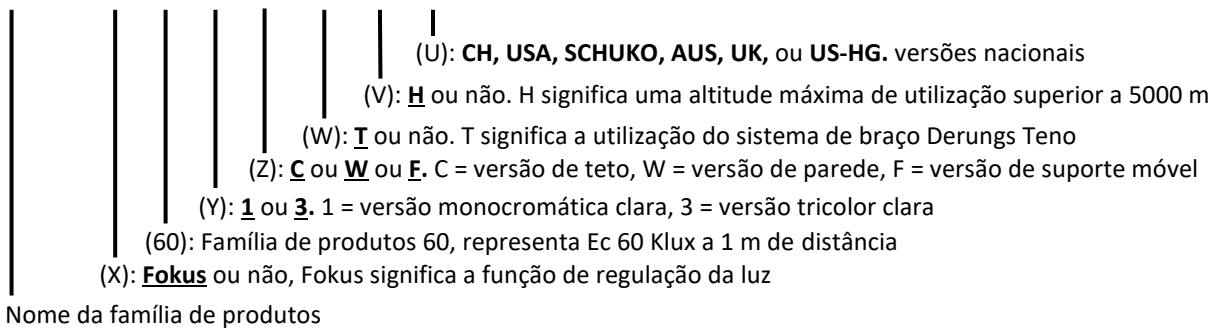 (U): CH, USA, SCHUKO, AUS, UK, ou US-HG. versões nacionais
(V): H ou não. H significa uma altitude máxima de utilização superior a 5000 m
(W): T ou não. T significa a utilização do sistema de braço Derungs Teno
(Z): C ou W ou F. C = versão de teto, W = versão de parede, F = versão de suporte móvel
(Y): 1 ou 3. 1 = versão monocromática clara, 3 = versão tricolor clara
(60): Família de produtos 60, representa Ec 60 Klux a 1 m de distância
(X): Fokus ou não, Fokus significa a função de regulação da luz
Nome da família de produtos